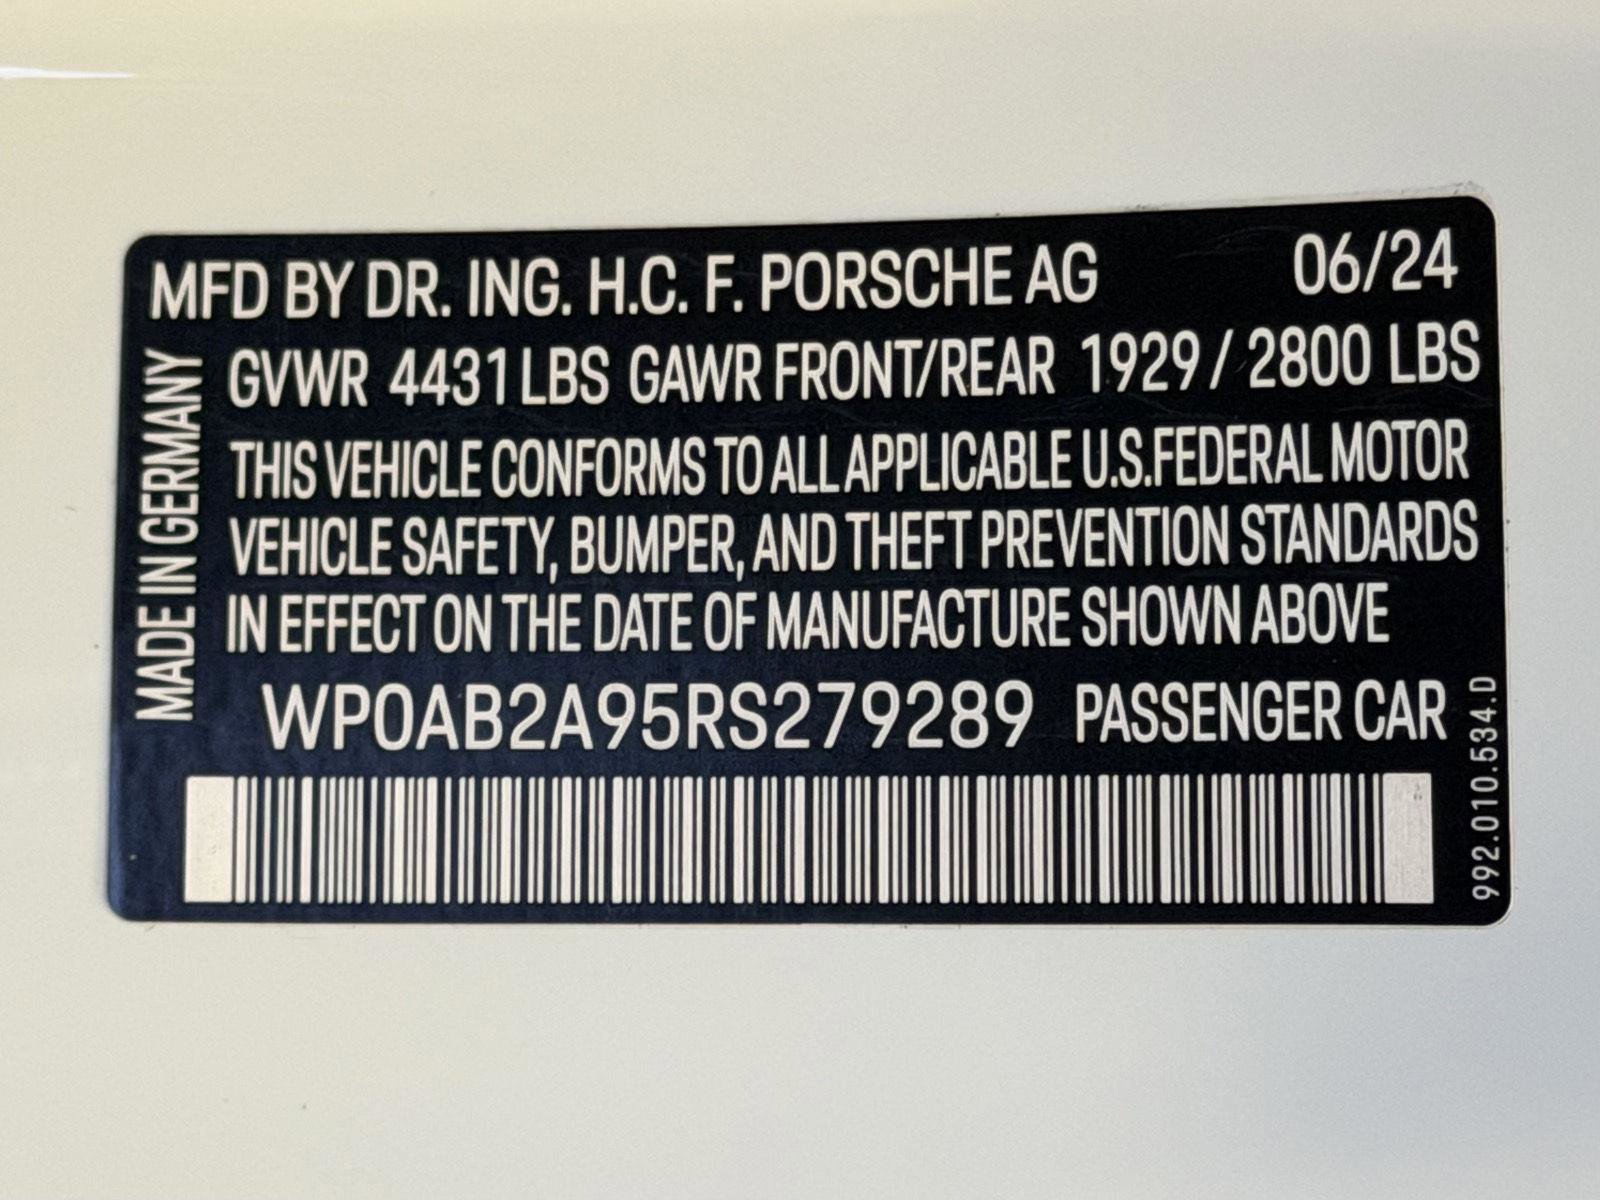 MFD BY DR. ING. H.C. F. PORSCHE AG 06/24
GVWR 4431 LBS GAWR FRONT/REAR 1929 / 2800 LBS
THIS VEHICLE CONFORMS TO ALL APPLICABLE U.S.FEDERAL MOTOR
VEHICLE SAFETY, BUMPER, AND THEFT PREVENTION STANDARDS
IN EFFECT ON THE DATE OF MANUFACTURE SHOWN ABOVE
WP0AB2A95RS279289 PASSENGER CAR
MADE IN GERMANY
992.010.534.D